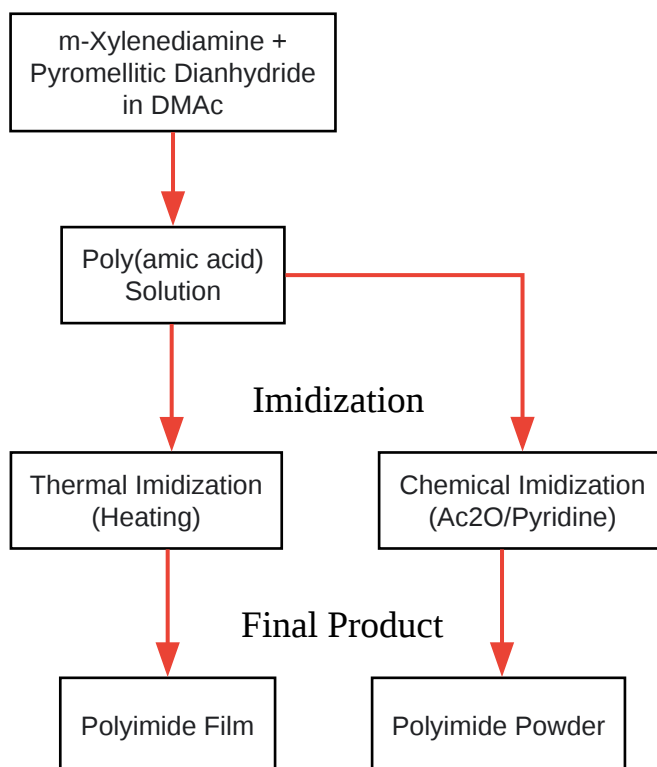 m-Xylenediamine +
Pyromellitic Dianhydride
in DMAc
Poly(amic acid)
Solution
Imidization
Thermal Imidization
(Heating)
Chemical Imidization
(Ac2O/Pyridine)
Final Product
Polyimide Film
Polyimide Powder